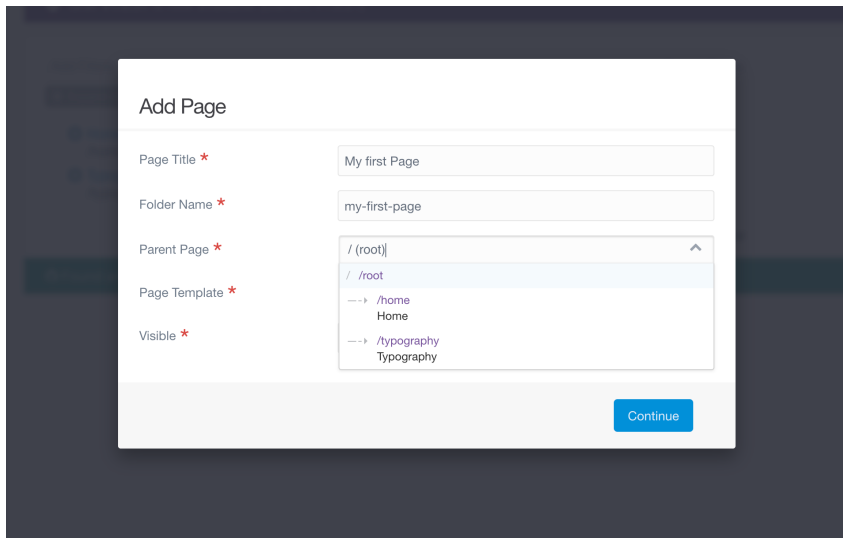 Add Page
Page Title *
My first Page
Folder Name *
my-first-page
Parent Page *
/ (root)
/ /root
/home
Home
/typography
Typography
Page Template *
Visible *
Continue